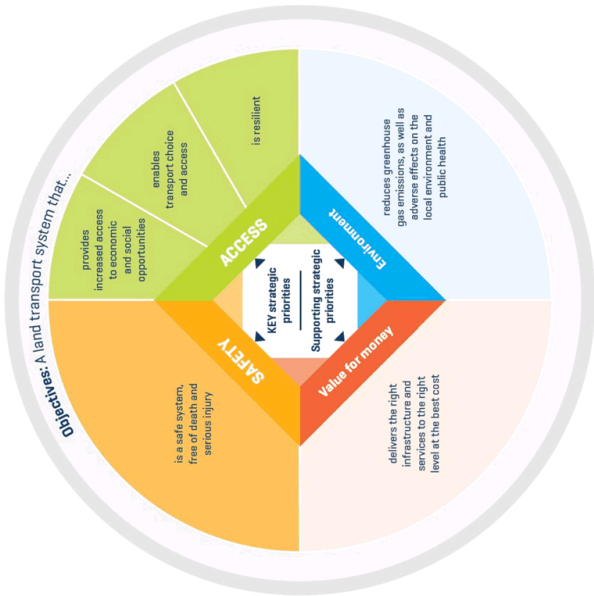 Objectives: A land transport system that...
SAFETY
is a safe system,
free of death and
serious injury
ACCESS
provides
increased access
to economic
and social
opportunities
enables
transport choice
and access
is resilient
KEY strategic
priorities
Supporting strategic
priorities
Value for money
delivers the right
infrastructure and
services to the right
level at the best cost
Environment
reduces greenhouse
gas emissions, as well as
adverse effects on the
local environment and
public health